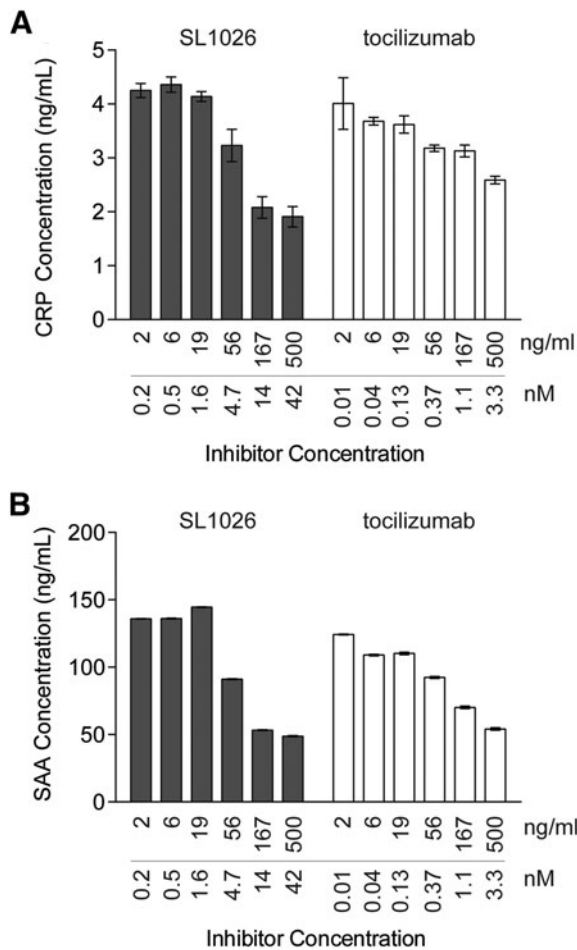 A
SL1026 tocilizumab
CRP Concentration (ng/mL)
5
4
3
2
1
0
2 6 19 56 167 500 2 6 19 56 167 500 ng/ml
0.2 0.5 1.6 4.7 14 42 0.01 0.04 0.13 0.37 1.1 3.3 nM
Inhibitor Concentration
B
SL1026 tocilizumab
SAA Concentration (ng/mL)
200
150
100
50
0
2 6 19 56 167 500 2 6 19 56 167 500 ng/ml
0.2 0.5 1.6 4.7 14 42 0.01 0.04 0.13 0.37 1.1 3.3 nM
Inhibitor Concentration